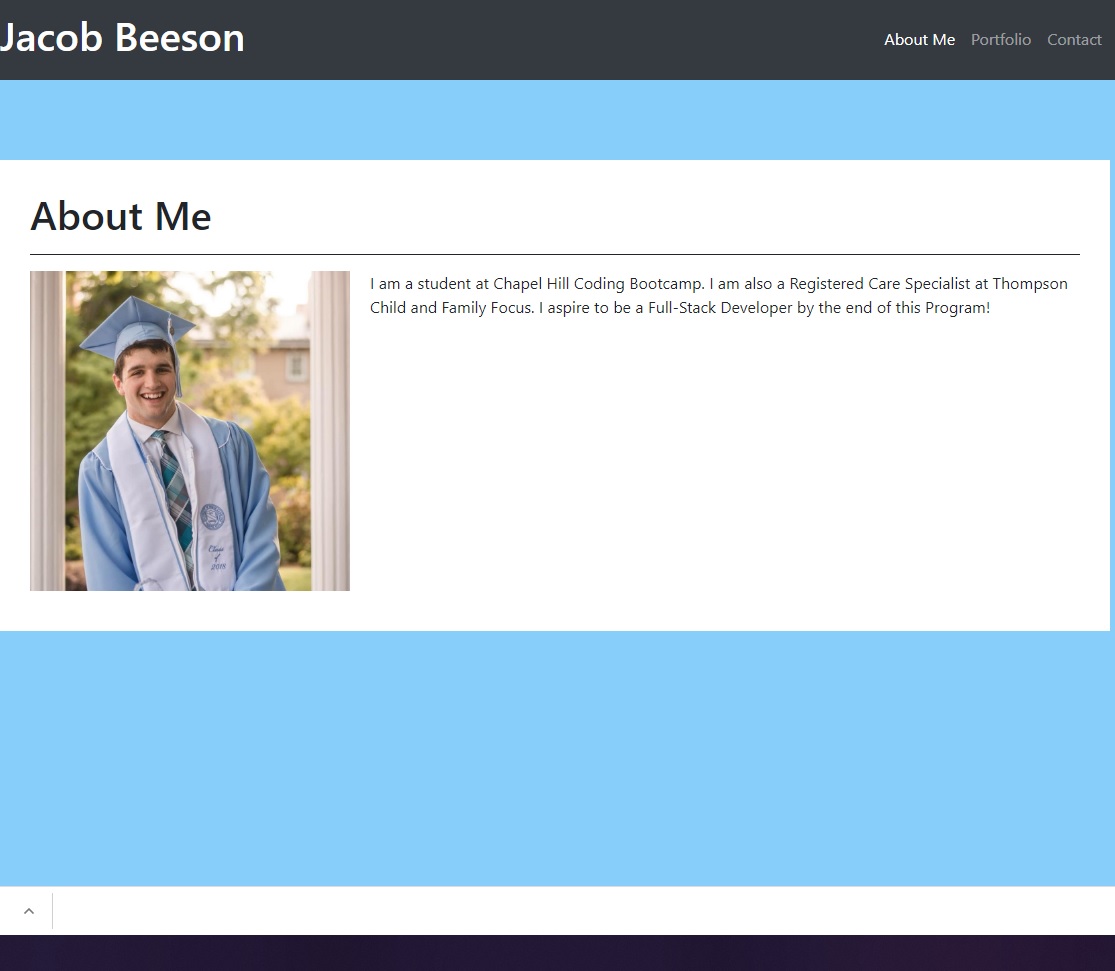 Jacob Beeson
About Me Portfolio Contact
About Me
I am a student at Chapel Hill Coding Bootcamp. I am also a Registered Care Specialist at Thompson
Child and Family Focus. I aspire to be a Full-Stack Developer by the end of this Program!
Class
of
2018